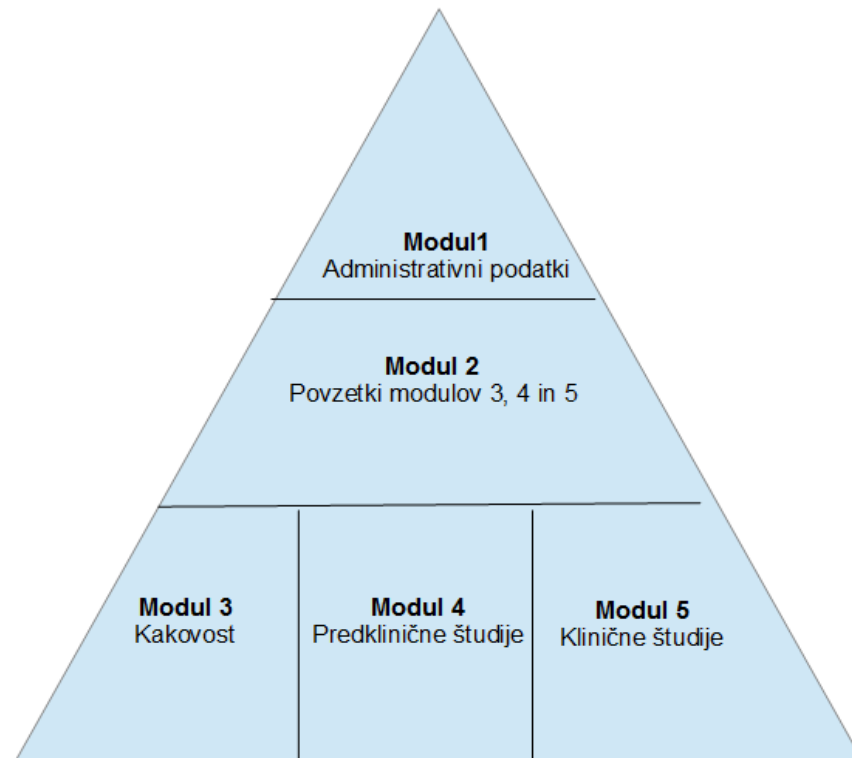 Modul1
Administrativni podatki
Modul 2
Povzetki modulov 3, 4 in 5
Modul 3
Kakovost
Modul 4
Predklinične študije
Modul 5
Klinične študije